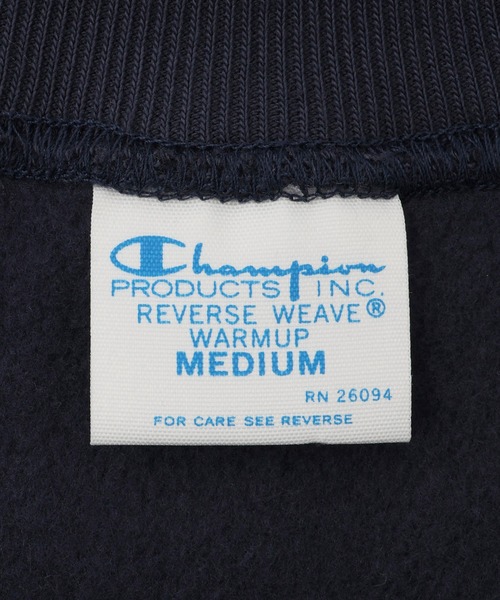 Champion
PRODUCTS INC.
REVERSE WEAVE®
WARMUP
MEDIUM
RN 26094
FOR CARE SEE REVERSE